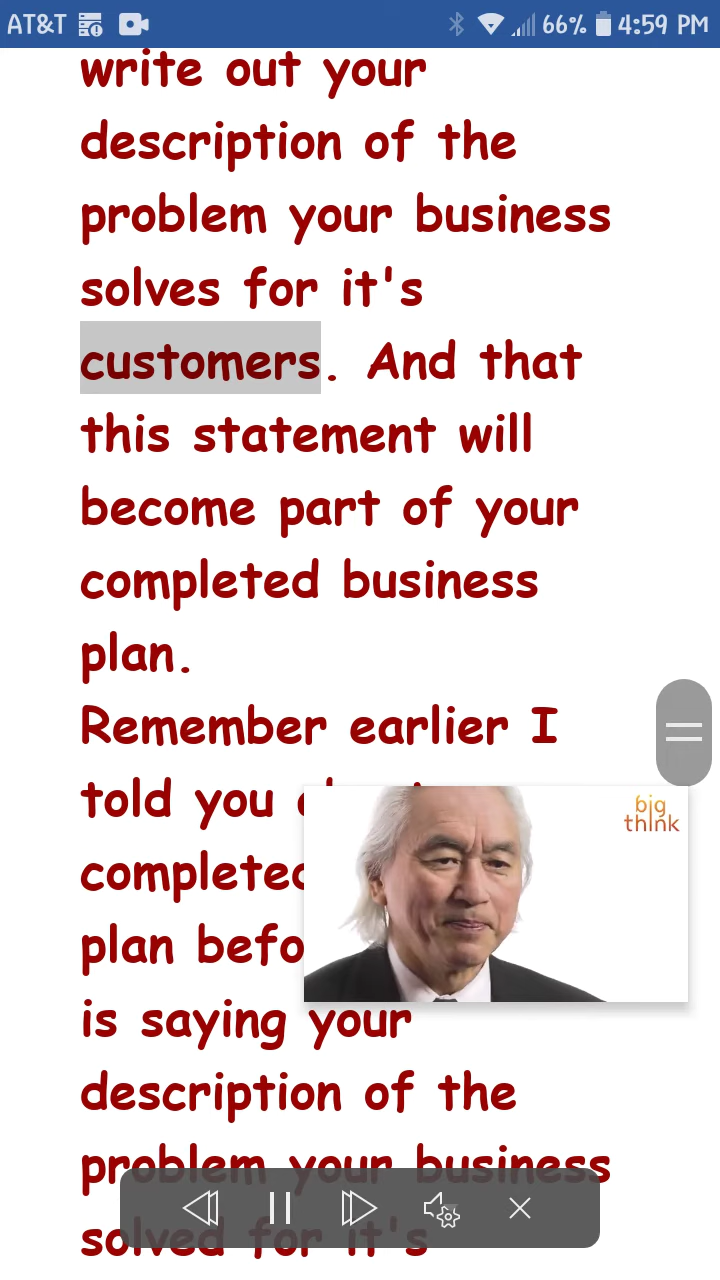 AT&T 66% 4:59 PM
write out your
description of the
problem your business
solves for it's
customers. And that
this statement will
become part of your
completed business
plan.
Remember earlier I
told you
completed
plan befo
is saying your
description of the
problem your business
solved for it's
big
think